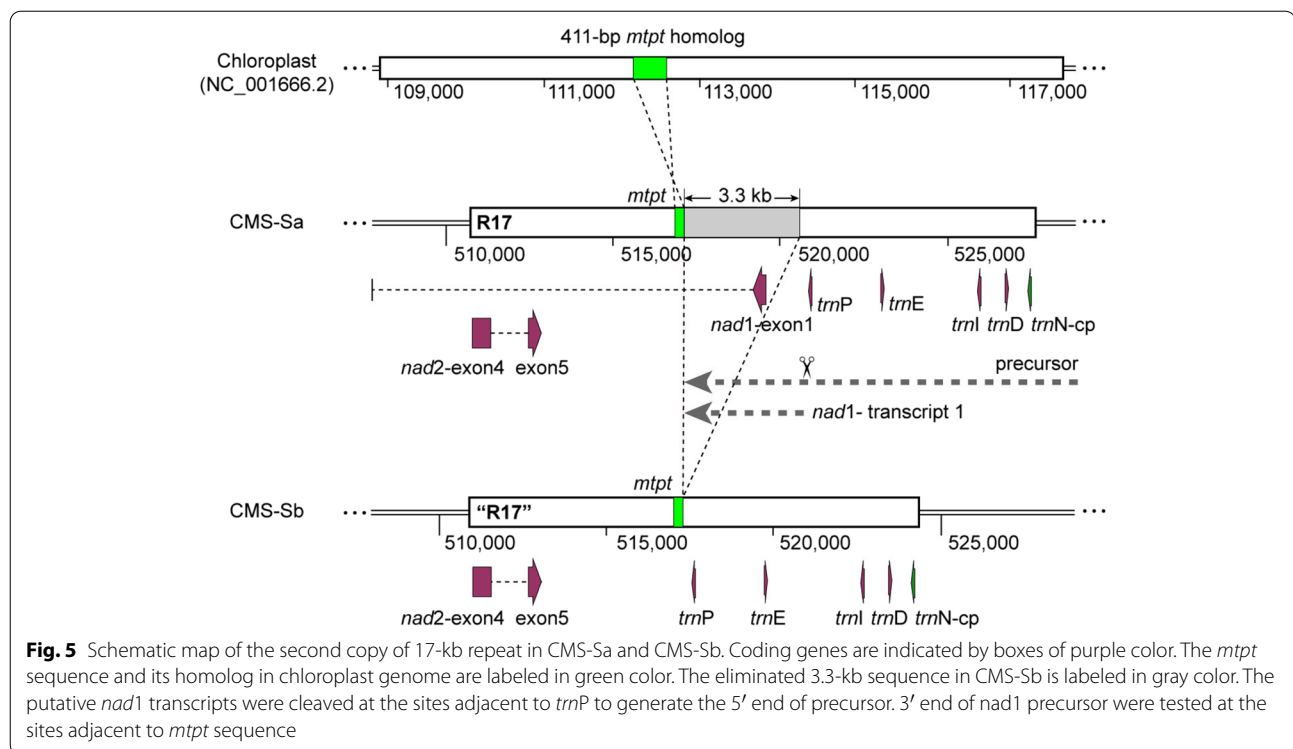 411-bp mtpt homolog
Chloroplast
(NC_001666.2)
109,000 111,000 113,000 115,000 117,000
mtpt 3.3 kb
CMS-Sa R17
510,000 515,000 520,000 525,000
nad1-exon1 trnP trnE trnI trnD trnN-cp
nad2-exon4 exon5
precursor
nad1- transcript 1
mtpt
CMS-Sb "R17"
510,000 515,000 520,000 525,000
nad2-exon4 exon5 trnP trnE trnI trnD trnN-cp
Fig. 5 Schematic map of the second copy of 17-kb repeat in CMS-Sa and CMS-Sb. Coding genes are indicated by boxes of purple color. The mtpt
sequence and its homolog in chloroplast genome are labeled in green color. The eliminated 3.3-kb sequence in CMS-Sb is labeled in gray color. The
putative nad1 transcripts were cleaved at the sites adjacent to trnP to generate the 5′ end of precursor. 3′ end of nad1 precursor were tested at the
sites adjacent to mtpt sequence